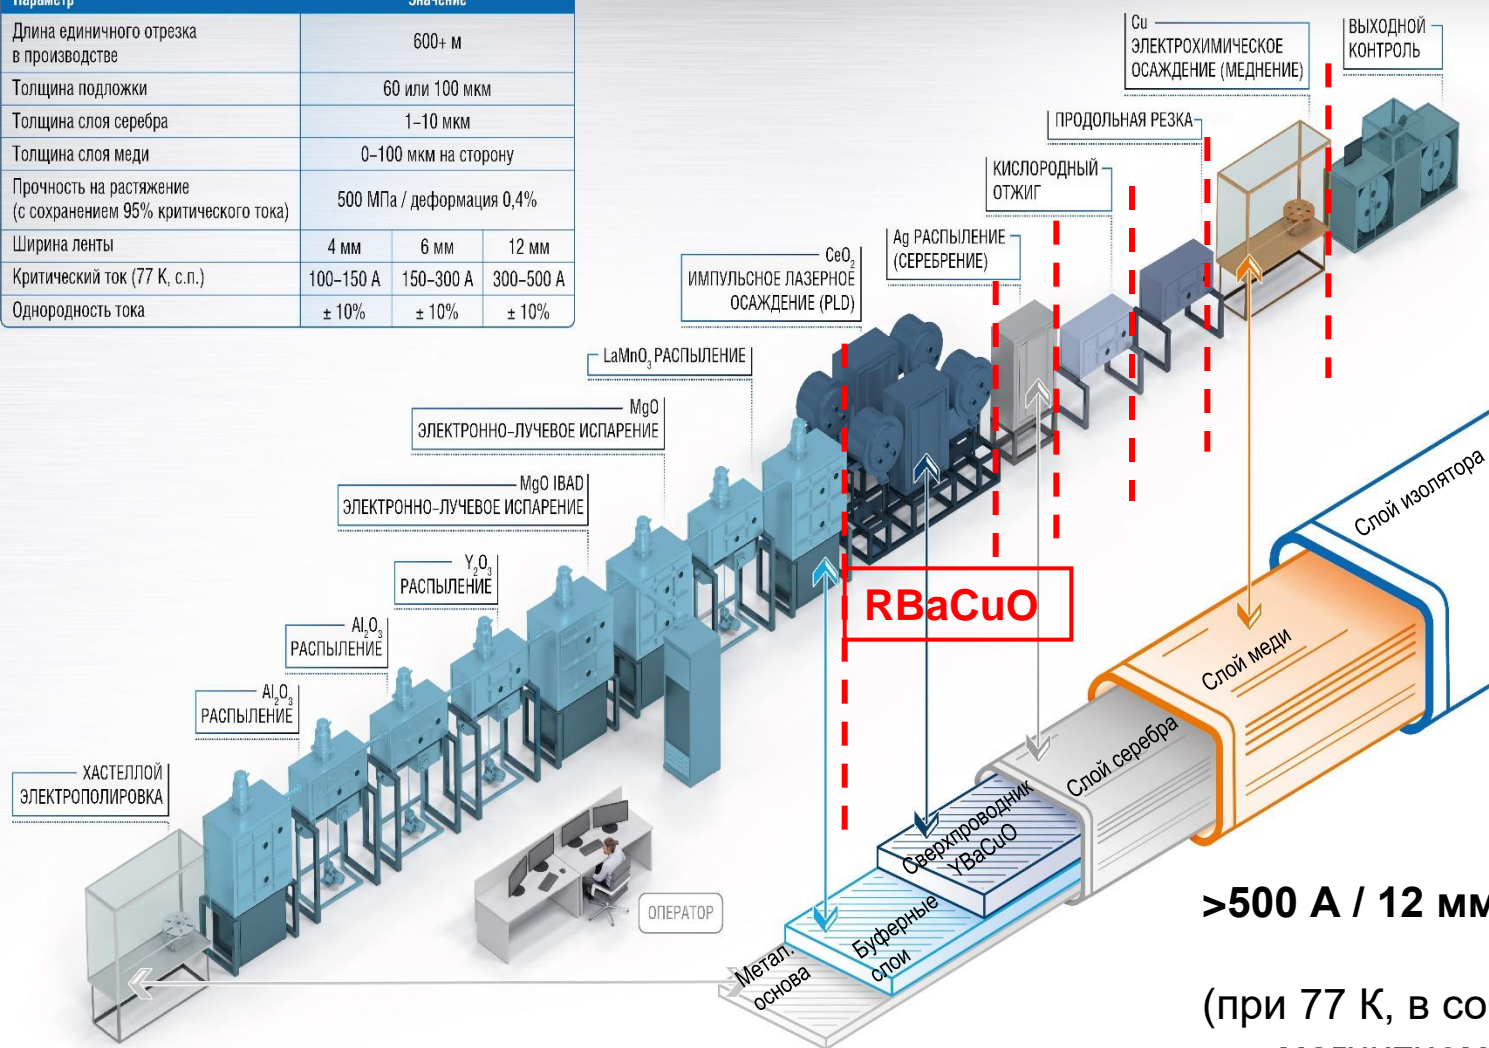 Параметр Значение
Длина единичного отрезка
в производстве
600+ м
Толщина подложки 60 или 100 мкм
Толщина слоя серебра 1–10 мкм
Толщина слоя меди 0–100 мкм на сторону
Прочность на растяжение
(с сохранением 95% критического тока)
500 МПа / деформация 0,4%
Ширина ленты 4 мм 6 мм 12 мм
Критический ток (77 К, с.п.) 100–150 А 150–300 А 300–500 А
Однородность тока ± 10% ± 10% ± 10%
Cu
ЭЛЕКТРОХИМИЧЕСКОЕ
ОСАЖДЕНИЕ (МЕДНЕНИЕ)
ВЫХОДНОЙ
КОНТРОЛЬ
ПРОДОЛЬНАЯ РЕЗКА
КИСЛОРОДНЫЙ
ОТЖИГ
Ag РАСПЫЛЕНИЕ
(СЕРЕБРЕНИЕ)
CeO₂
ИМПУЛЬСНОЕ ЛАЗЕРНОЕ
ОСАЖДЕНИЕ (PLD)
LaMnO₃ РАСПЫЛЕНИЕ
MgO
ЭЛЕКТРОННО–ЛУЧЕВОЕ ИСПАРЕНИЕ
MgO IBAD
ЭЛЕКТРОННО–ЛУЧЕВОЕ ИСПАРЕНИЕ
Y₂O₃
РАСПЫЛЕНИЕ
Al₂O₃
РАСПЫЛЕНИЕ
Al₂O₃
РАСПЫЛЕНИЕ
ХАСТЕЛЛОЙ
ЭЛЕКТРОПОЛИРОВКА
RBaCuO
ОПЕРАТОР
Слой изолятора
Слой меди
Слой серебра
Сверхпроводник
YBaCuO
Буферные
слои
Метал.
основа
>500 А / 12 мм
(при 77 К, в со